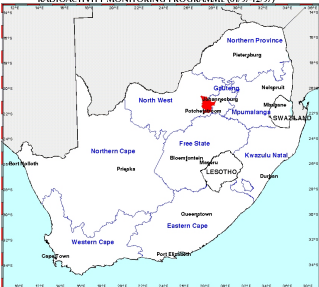 RADIOACTIVITY MONITORING PROGRAMME
Northern Province
Pietersburg
Gauteng
Nelspruit
Johannesburg
North West
Mbabane
Potchefstroom
Mpumalanga
SWAZILAND
Free State
Northern Cape
Kwazulu Natal
Bloemfontein
Maseru
Port Nolloth
Prieska
LESOTHO
Durban
Queenstown
Eastern Cape
Western Cape
Cape Town
Port Elizabeth